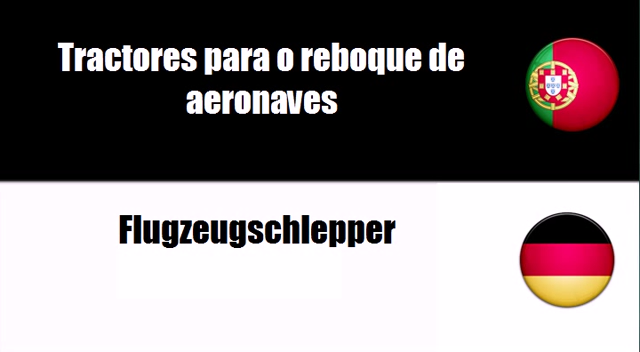 Tractores para o reboque de
aeronaves
Flugzeugschlepper